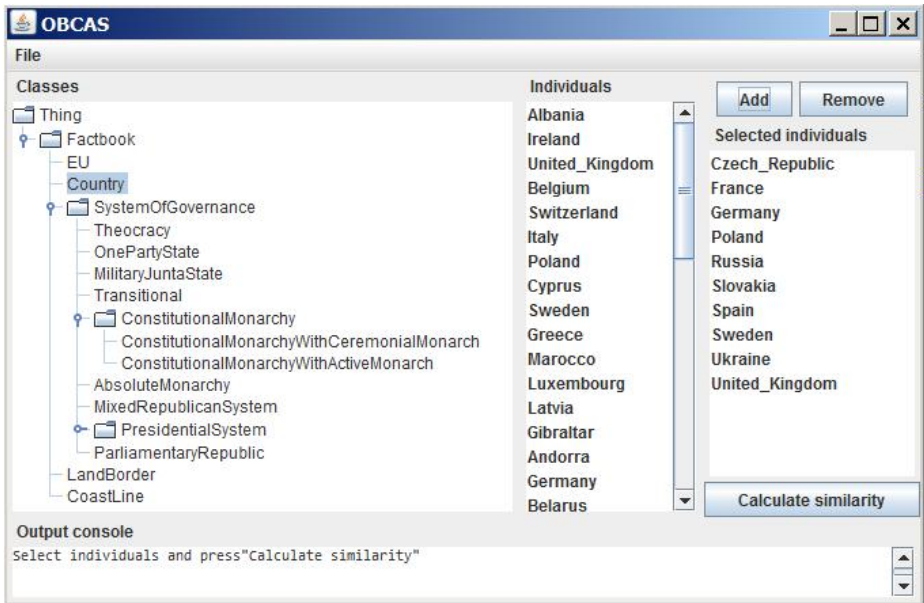 OBCAS
File
Classes
Thing
Factbook
EU
Country
SystemOfGovernance
Theocracy
OnePartyState
MilitaryJuntaState
Transitional
ConstitutionalMonarchy
ConstitutionalMonarchyWithCeremonialMonarch
ConstitutionalMonarchyWithActiveMonarch
AbsoluteMonarchy
MixedRepublicanSystem
PresidentialSystem
ParliamentaryRepublic
LandBorder
CoastLine
Individuals
Albania
Ireland
United_Kingdom
Belgium
Switzerland
Italy
Poland
Cyprus
Sweden
Greece
Marocco
Luxembourg
Latvia
Gibraltar
Andorra
Germany
Belarus
Add
Remove
Selected individuals
Czech_Republic
France
Germany
Poland
Russia
Slovakia
Spain
Sweden
Ukraine
United_Kingdom
Calculate similarity
Output console
Select individuals and press"Calculate similarity"